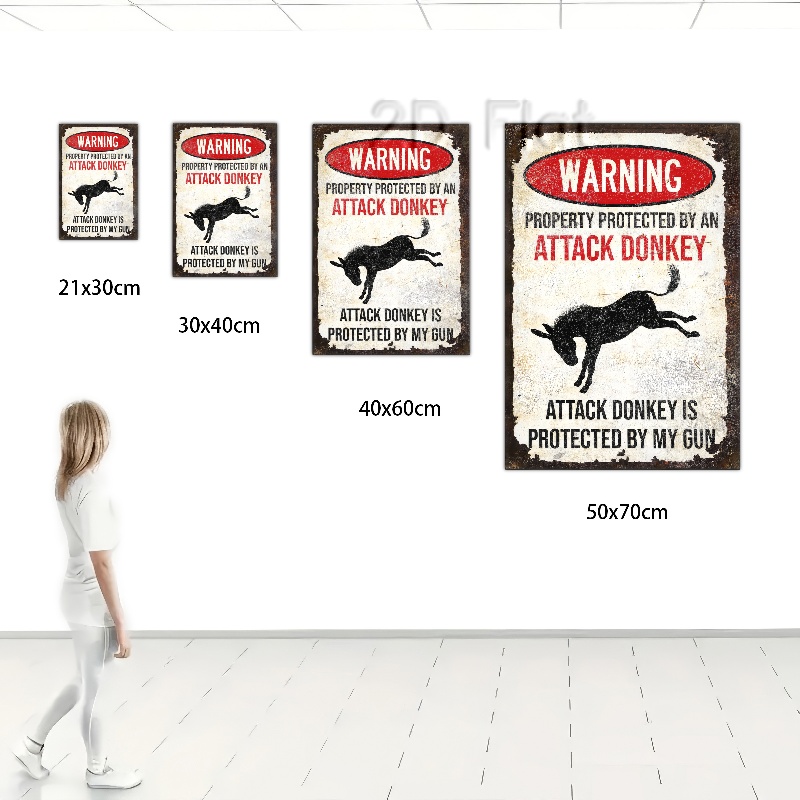 2D Flat
WARNING
PROPERTY PROTECTED BY AN
ATTACK DONKEY
ATTACK DONKEY IS
PROTECTED BY MY GUN
21x30cm
WARNING
PROPERTY PROTECTED BY AN
ATTACK DONKEY
ATTACK DONKEY IS
PROTECTED BY MY GUN
30x40cm
WARNING
PROPERTY PROTECTED BY AN
ATTACK DONKEY
ATTACK DONKEY IS
PROTECTED BY MY GUN
40x60cm
WARNING
PROPERTY PROTECTED BY AN
ATTACK DONKEY
ATTACK DONKEY IS
PROTECTED BY MY GUN
50x70cm